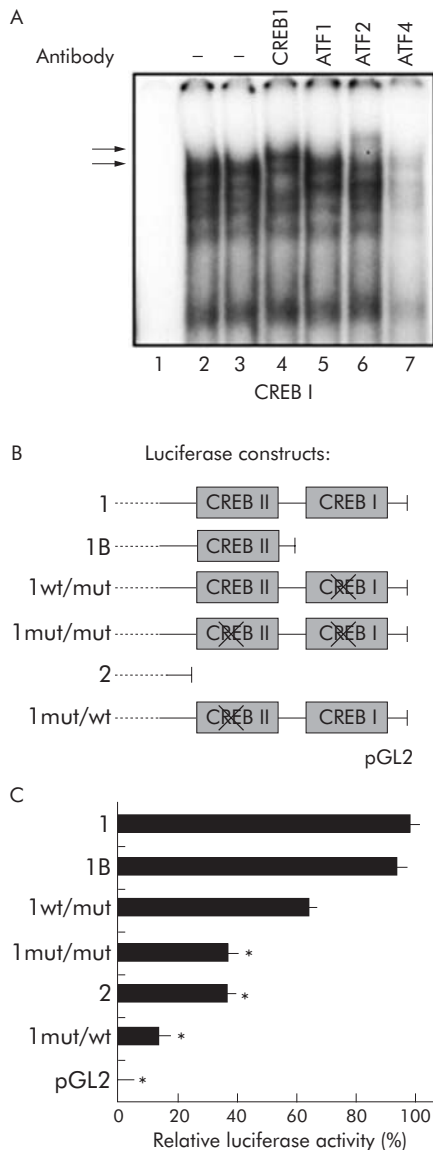 A
Antibody – – CREB1 ATF1 ATF2 ATF4
1 2 3 4 5 6 7
CREB I
B Luciferase constructs:
1 CREB II CREB I
1B CREB II
1wt/mut CREB II CREB I
1mut/mut CREB II CREB I
2
1mut/wt CREB II CREB I
pGL2
C
1
1B
1wt/mut
1mut/mut *
2 *
1mut/wt *
pGL2 *
0 20 40 60 80 100
Relative luciferase activity (%)